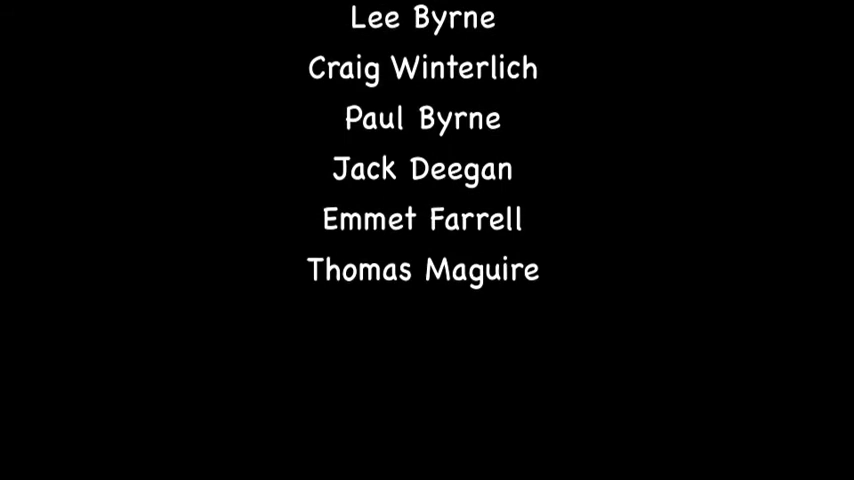 Lee Byrne
Craig Winterlich
Paul Byrne
Jack Deegan
Emmet Farrell
Thomas Maguire